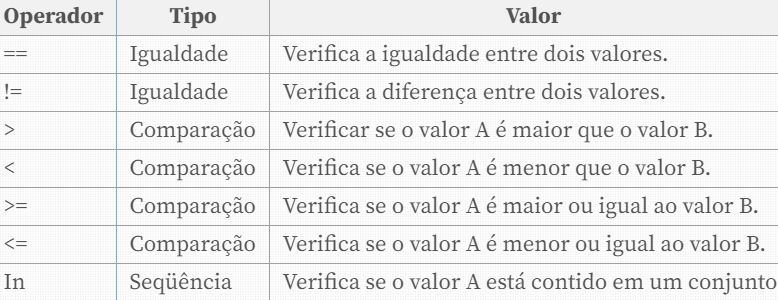 Operador Tipo Valor
== Igualdade Verifica a igualdade entre dois valores.
!= Igualdade Verifica a diferença entre dois valores.
> Comparação Verificar se o valor A é maior que o valor B.
< Comparação Verifica se o valor A é menor que o valor B.
>= Comparação Verifica se o valor A é maior ou igual ao valor B.
<= Comparação Verifica se o valor A é menor ou igual ao valor B.
In Seqüência Verifica se o valor A está contido em um conjunto